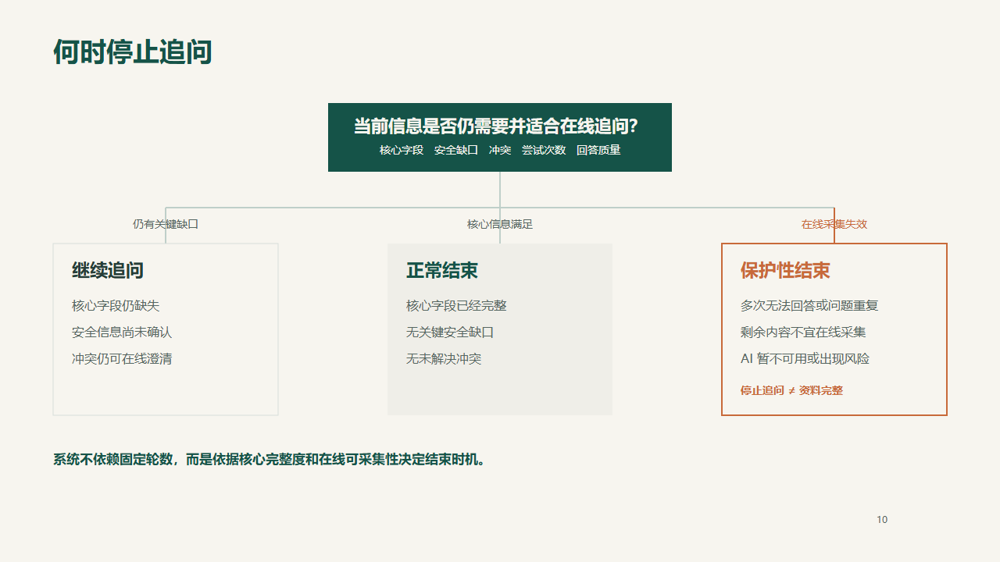 何时停止追问
当前信息是否仍需要并适合在线追问?
核心字段 安全缺口 冲突 尝试次数 回答质量
仍有关键缺口
核心信息满足
在线采集失效
继续追问
核心字段仍缺失
安全信息尚未确认
冲突仍可在线澄清
正常结束
核心字段已经完整
无关键安全缺口
无未解决冲突
保护性结束
多次无法回答或问题重复
剩余内容不宜在线采集
AI 暂不可用或出现风险
停止追问 ≠ 资料完整
系统不依赖固定轮数，而是依据核心完整度和在线可采集性决定结束时机。
10